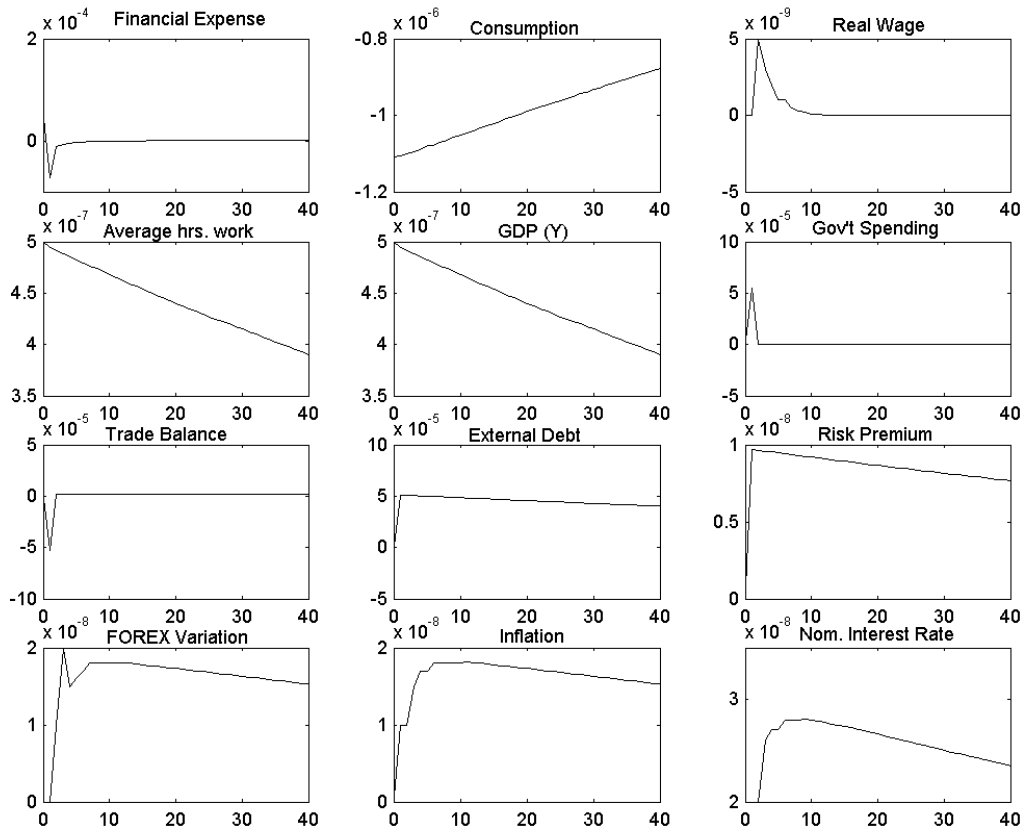 x 10-4 Financial Expense
2
0
0 10 20 30 40
x 10-6 Consumption
-0.8
-1
-1.2
0 10 20 30 40
x 10-9 Real Wage
5
0
-5
0 10 20 30 40
x 10-7 Average hrs. work
5
4.5
4
3.5
0 10 20 30 40
x 10-7 GDP (Y)
5
4.5
4
3.5
0 10 20 30 40
x 10-5 Gov't Spending
10
5
0
-5
0 10 20 30 40
x 10-5 Trade Balance
5
0
-5
-10
0 10 20 30 40
x 10-5 External Debt
10
5
0
-5
0 10 20 30 40
x 10-8 Risk Premium
1
0.5
0
0 10 20 30 40
x 10-8 FOREX Variation
2
1
0
0 10 20 30 40
x 10-8 Inflation
2
1
0
0 10 20 30 40
x 10-8 Nom. Interest Rate
3
2
0 10 20 30 40